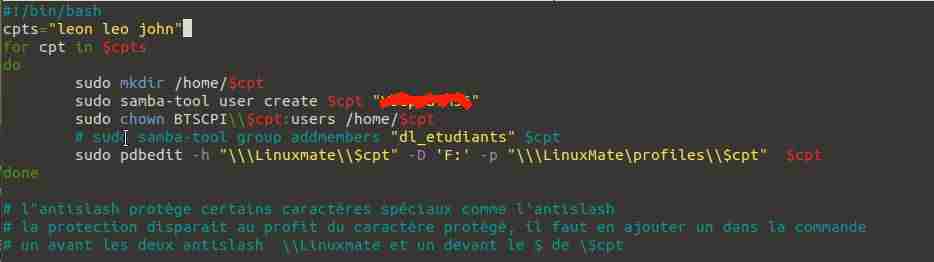 #!/bin/bash
cpts="leon leo john"
for cpt in $cpts
do
sudo mkdir /home/$cpt
sudo samba-tool user create $cpt "
sudo chown BTSCPI\\$cpt:users /home/$cpt
# sudo samba-tool group addmembers "dl_etudiants" $cpt
sudo pdbedit -h "\\\Linuxmate\\$cpt" -D 'F:' -p "\\\LinuxMate\profiles\\$cpt" $cpt
done
# l"antislash protège certains caractères spéciaux comme l'antislash
# la protection disparait au profit du caractère protégé, il faut en ajouter un dans la commande
# un avant les deux antislash \\Linuxmate et un devant le $ de \$cpt